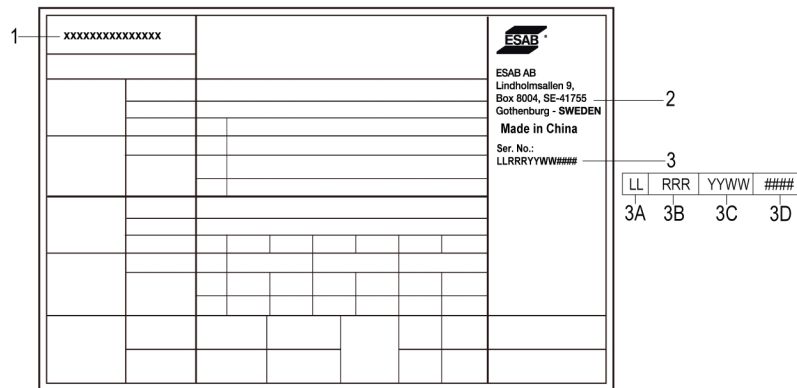 1
xxxxxxxxxxxxxxx
ESAB
ESAB AB
Lindholmsallen 9,
Box 8004, SE-41755
Gothenburg - SWEDEN
2
Made in China
Ser. No.:
LLRRRYYWW####
3
LL RRR YYWW ####
3A 3B 3C 3D